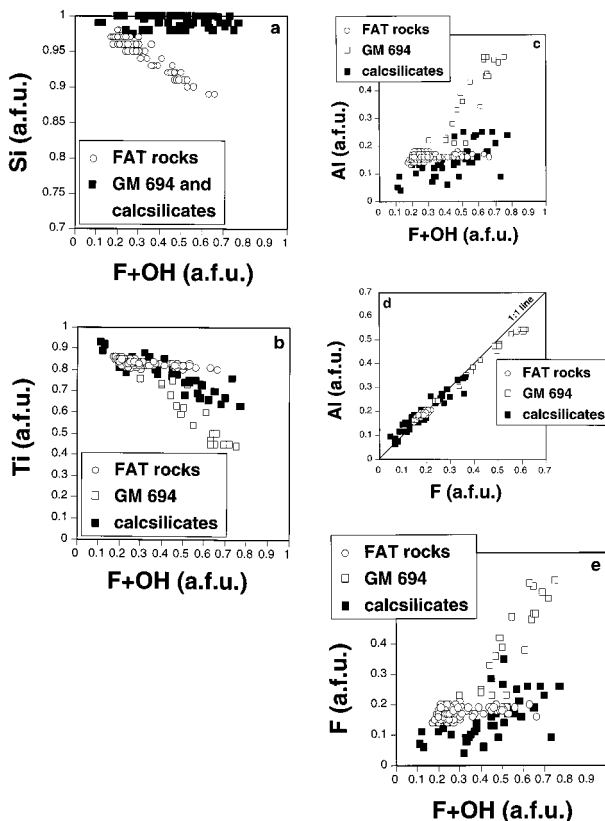 a
1
0.95
0.9
0.85
0.8
0.75
0.7
Si (a.f.u.)
FAT rocks
GM 694 and
calcsilicates
0 0.1 0.2 0.3 0.4 0.5 0.6 0.7 0.8 0.9 1
F+OH (a.f.u.)
b
1
0.9
0.8
0.7
0.6
0.5
0.4
0.3
0.2
0.1
0
Ti (a.f.u.)
FAT rocks
GM 694
calcsilicates
0 0.1 0.2 0.3 0.4 0.5 0.6 0.7 0.8 0.9 1
F+OH (a.f.u.)
FAT rocks
GM 694
calcsilicates
c
0.4
0.3
0.2
0.1
0
Al (a.f.u.)
0 0.1 0.2 0.3 0.4 0.5 0.6 0.7 0.8 0.9 1
F+OH (a.f.u.)
d
1:1 line
0.7
0.6
0.5
0.4
0.3
0.2
0.1
0
Al (a.f.u.)
FAT rocks
GM 694
calcsilicates
0 0.1 0.2 0.3 0.4 0.5 0.6 0.7
F (a.f.u.)
FAT rocks
GM 694
calcsilicates
e
0.4
0.3
0.2
0.1
0
F (a.f.u.)
0 0.1 0.2 0.3 0.4 0.5 0.6 0.7 0.8 0.9
F+OH (a.f.u.)